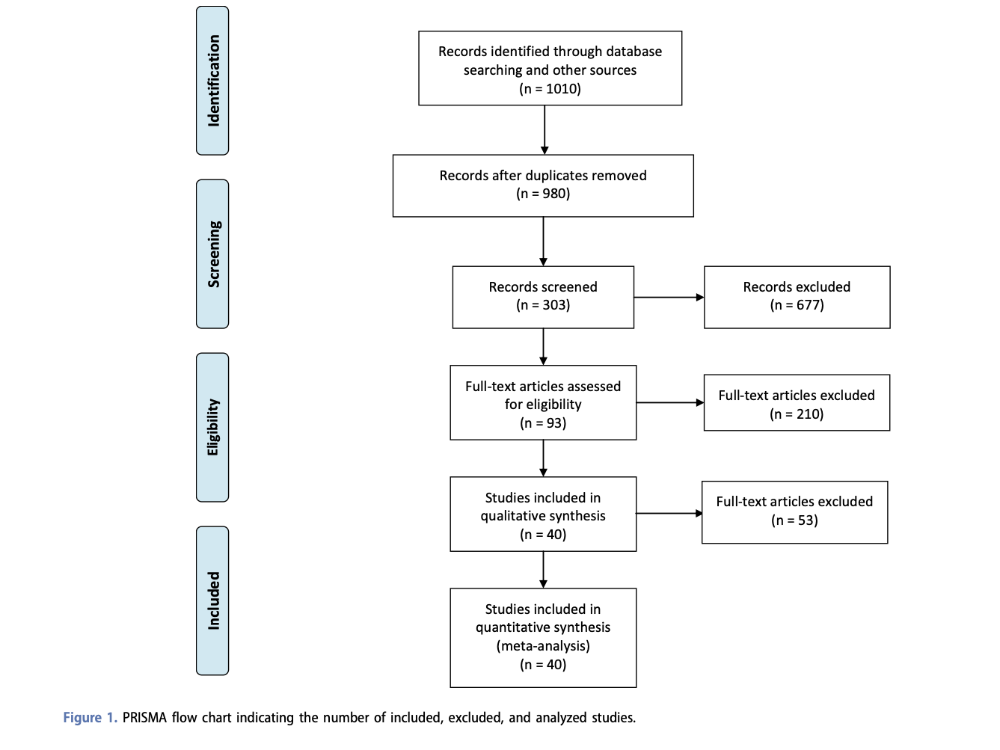 Identification
Records identified through database
searching and other sources
(n = 1010)
Records after duplicates removed
(n = 980)
Screening
Records screened
(n = 303)
Records excluded
(n = 677)
Eligibility
Full-text articles assessed
for eligibility
(n = 93)
Full-text articles excluded
(n = 210)
Studies included in
qualitative synthesis
(n = 40)
Full-text articles excluded
(n = 53)
Included
Studies included in
quantitative synthesis
(meta-analysis)
(n = 40)
Figure 1. PRISMA flow chart indicating the number of included, excluded, and analyzed studies.